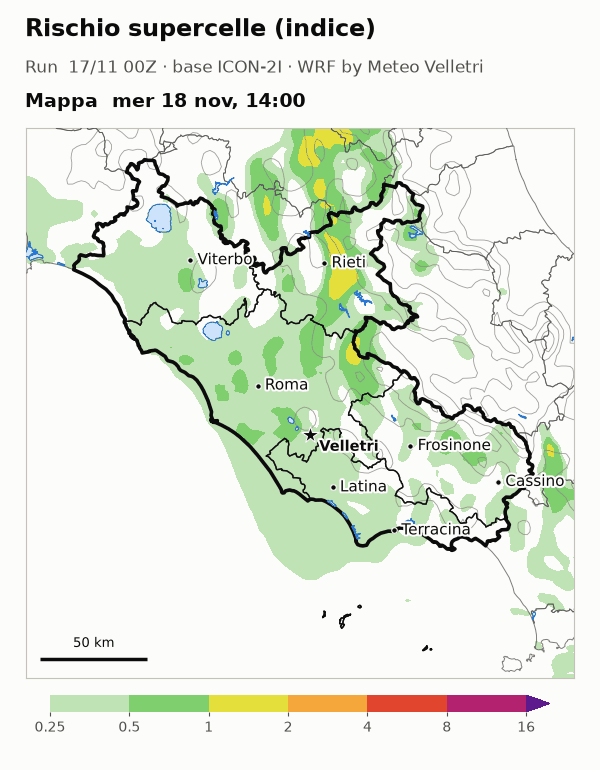 Rischio supercelle (indice)
Run  17/11 00Z · base ICON-2I · WRF by Meteo Velletri
Mappa  mer 18 nov, 14:00
Viterbo
Rieti
Roma
Velletri
Frosinone
Cassino
Latina
Terracina
50 km
0.25 0.5 1 2 4 8 16